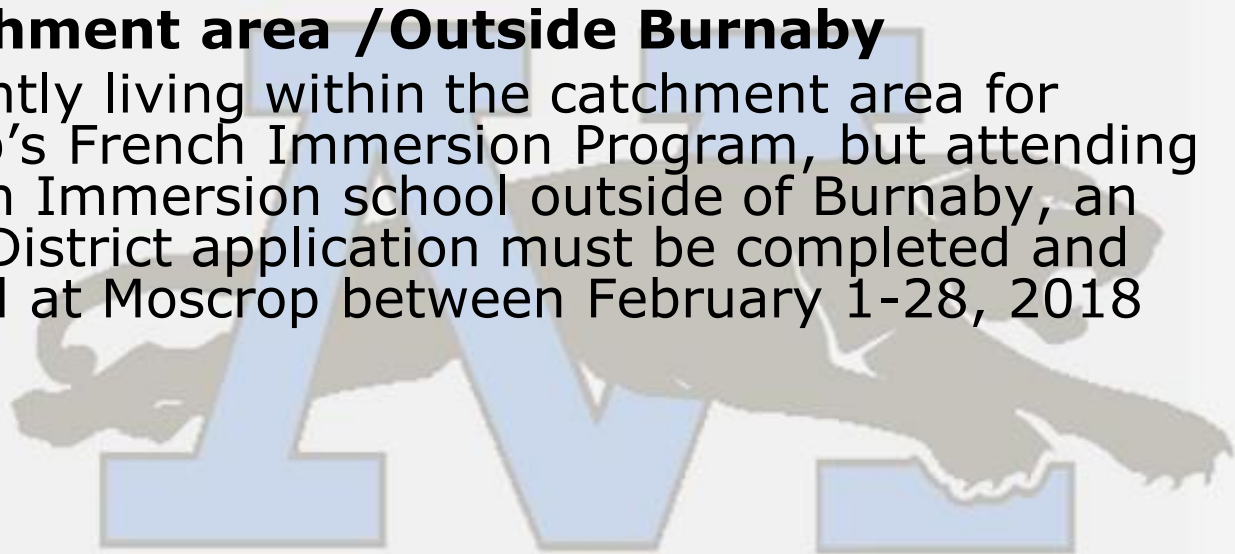 hment area /Outside Burnaby
ntly living within the catchment area for
's French Immersion Program, but attending
Immersion school outside of Burnaby, an
District application must be completed and
at Moscrop between February 1-28, 2018